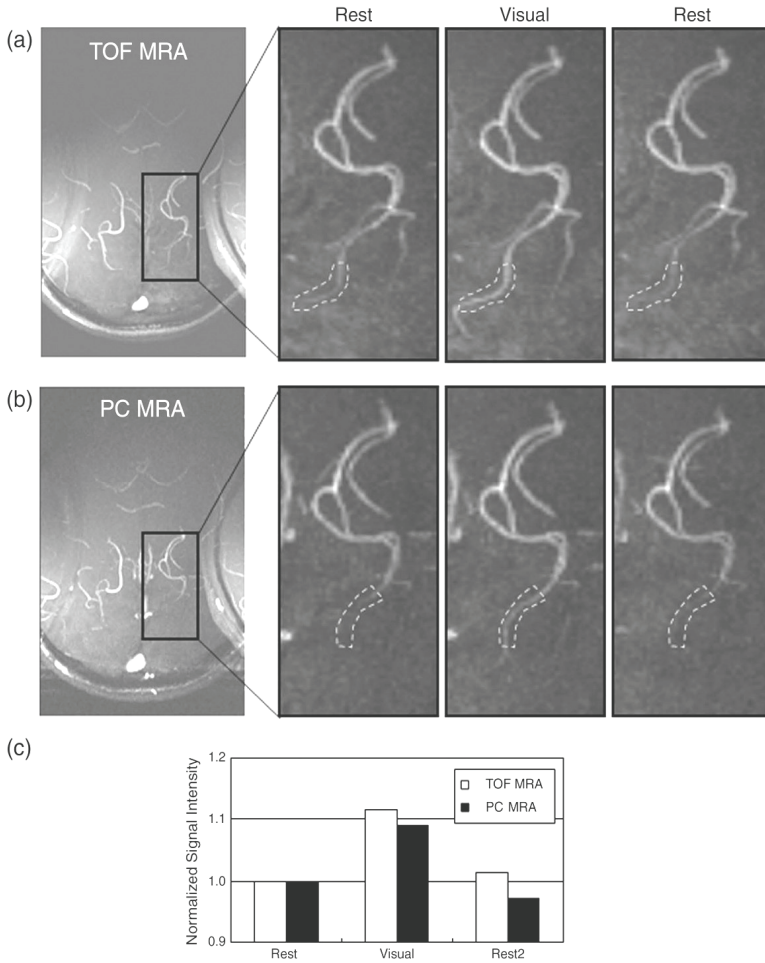 Rest Visual Rest
(a)
TOF MRA
(b)
PC MRA
(c)
Normalized Signal Intensity
1.2
1.1
1.0
0.9
TOF MRA
PC MRA
Rest Visual Rest2